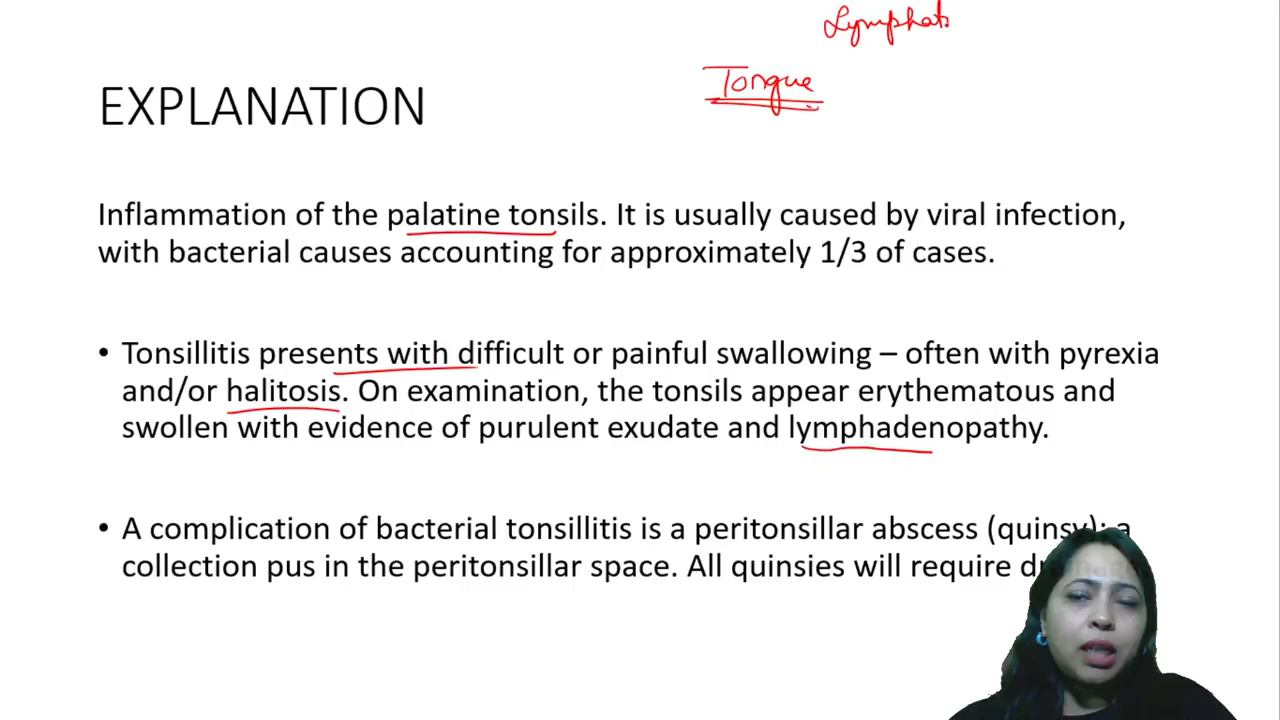 Lymphat
Tongue
EXPLANATION
Inflammation of the palatine tonsils. It is usually caused by viral infection,
with bacterial causes accounting for approximately 1/3 of cases.
• Tonsillitis presents with difficult or painful swallowing – often with pyrexia
and/or halitosis. On examination, the tonsils appear erythematous and
swollen with evidence of purulent exudate and lymphadenopathy.
• A complication of bacterial tonsillitis is a peritonsillar abscess (quinsy); a
collection pus in the peritonsillar space. All quinsies will require